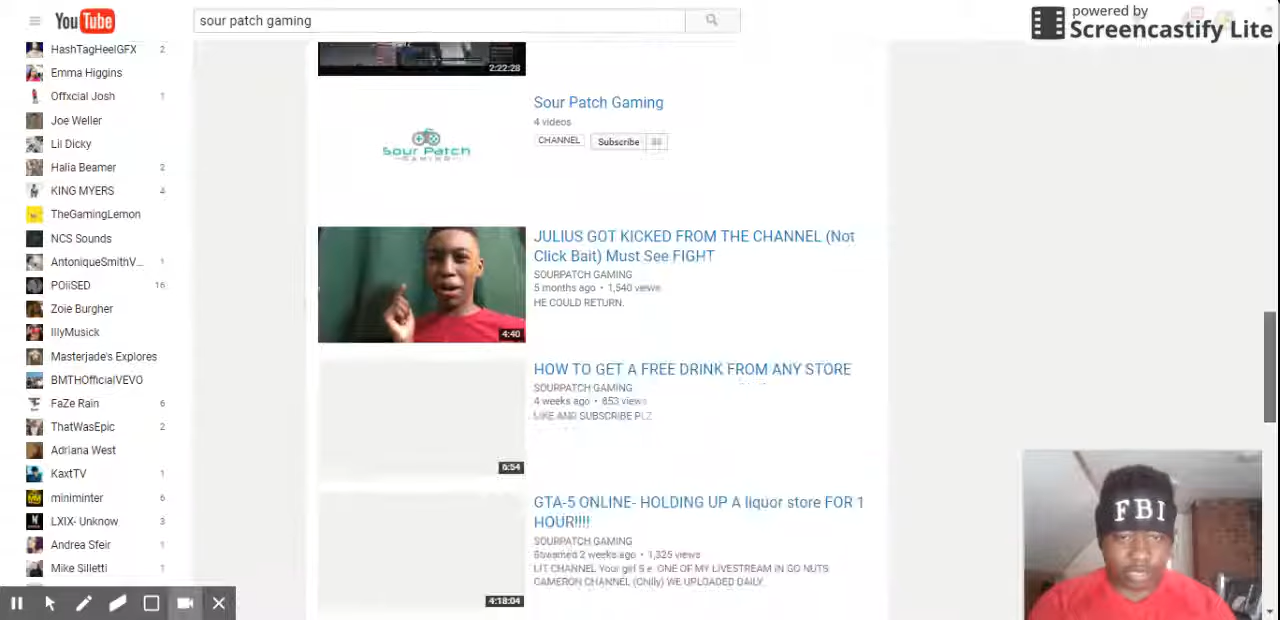 YouTube
sour patch gaming
powered by
Screencastify Lite
HashTagHeelGFX 2
Emma Higgins
Offxcial Josh 1
Joe Weller
Lil Dicky
Halia Beamer 2
KING MYERS 4
TheGamingLemon
NCS Sounds
AntoniqueSmithV... 1
POliSED 16
Zoie Burgher
IllyMusick
Masterjade's Explores
BMTHOfficialVEVO
FaZe Rain 6
ThatWasEpic 2
Adriana West
KaxtTV 1
miniminter 6
LXIX- Unknow 3
Andrea Sfeir 1
Mike Silletti 1
2:22:28
Sour Patch Gaming
4 videos
CHANNEL Subscribe
Sour Patch
GAMING
JULIUS GOT KICKED FROM THE CHANNEL (Not
Click Bait) Must See FIGHT
SOURPATCH GAMING
5 months ago • 1,540 views
HE COULD RETURN.
4:40
HOW TO GET A FREE DRINK FROM ANY STORE
SOURPATCH GAMING
4 weeks ago • 853 views
LIKE AND SUBSCRIBE PLZ
6:54
GTA-5 ONLINE- HOLDING UP A liquor store FOR 1
HOUR!!!!
SOURPATCH GAMING
Streamed 2 weeks ago • 1,325 views
LIT CHANNEL Your girl S e ONE OF MY LIVESTREAM IN GO NUTS
CAMERON CHANNEL (Chilly) WE UPLOADED DAILY.
4:18:04
FBI